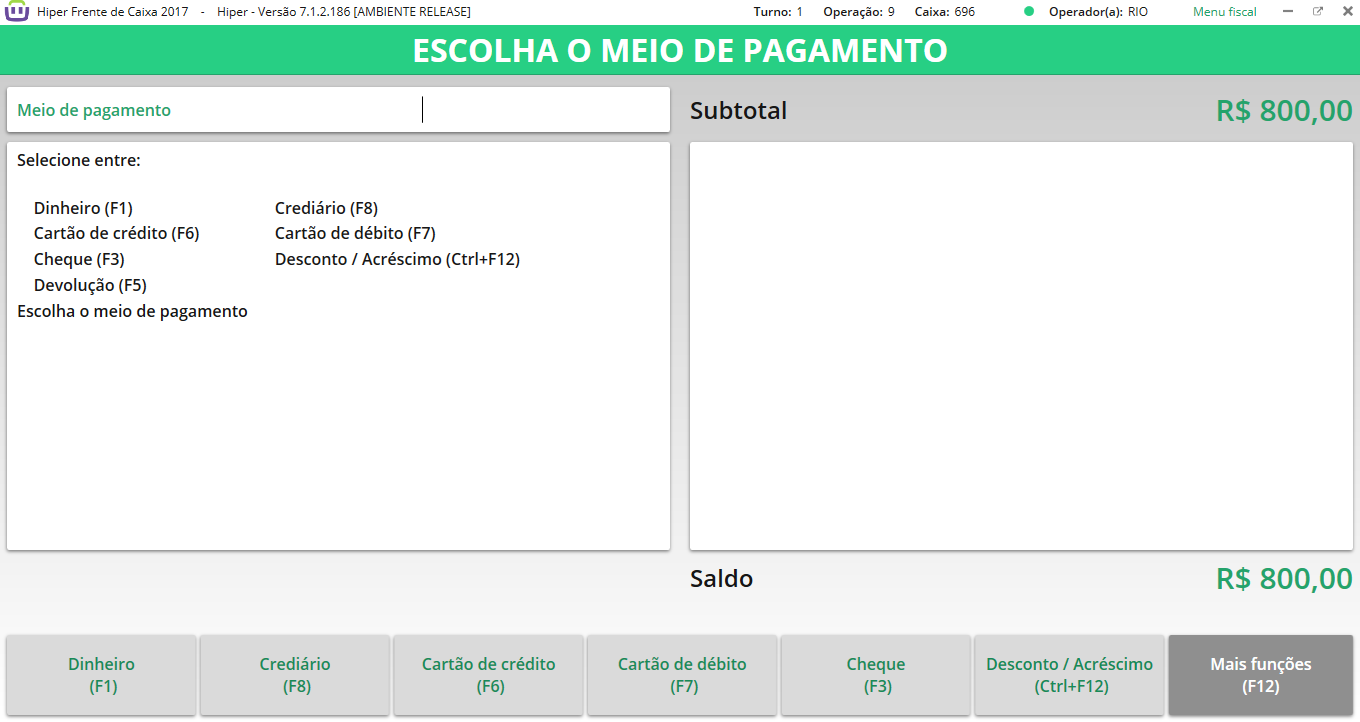 Hiper Frente de Caixa 2017 - Hiper - Versão 7.1.2.186 [AMBIENTE RELEASE] Turno: 1 Operação: 9 Caixa: 696 Operador(a): RIO Menu fiscal
ESCOLHA O MEIO DE PAGAMENTO
Meio de pagamento
Subtotal R$ 800,00
Selecione entre:
Dinheiro (F1) Crediário (F8)
Cartão de crédito (F6) Cartão de débito (F7)
Cheque (F3) Desconto / Acréscimo (Ctrl+F12)
Devolução (F5)
Escolha o meio de pagamento
Saldo R$ 800,00
Dinheiro
(F1)
Crediário
(F8)
Cartão de crédito
(F6)
Cartão de débito
(F7)
Cheque
(F3)
Desconto / Acréscimo
(Ctrl+F12)
Mais funções
(F12)